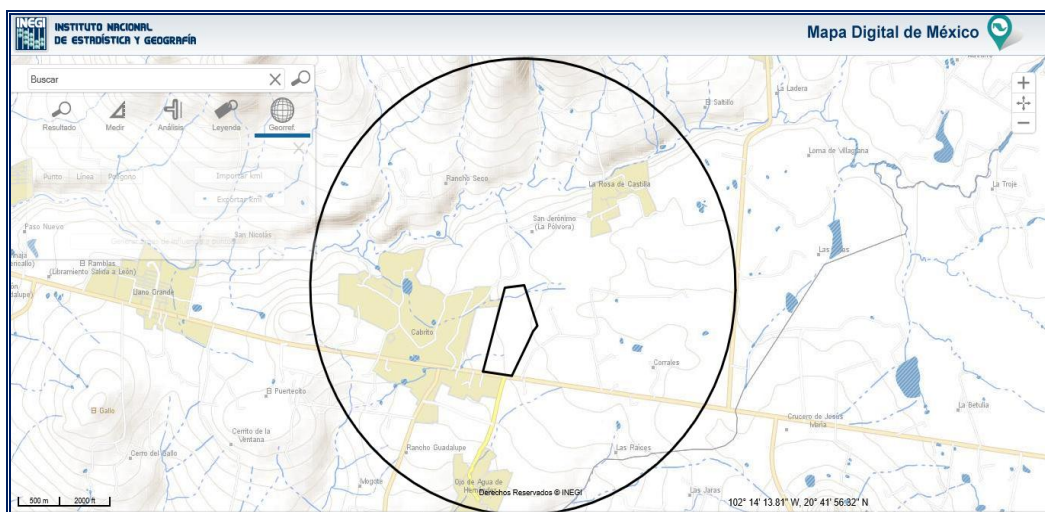 INEGI
INSTITUTO NACIONAL
DE ESTADÍSTICA Y GEOGRAFÍA
Mapa Digital de México
Buscar
Resultado
Medir
Análisis
Leyenda
Georref.
Punto Línea Polígono
Importar kml
Exportar kml
La Ladera
El Saltillo
Loma de Villagrana
La Troje
Rancho Seco
La Rosa de Castilla
San Jerónimo
(La Pólvora)
Paso Nuevo
San Nicolás
El Ramblas
(Libramiento Salida a León)
Llano Grande
Cabrito
Corrales
El Puertecito
El Gallo
Cerrito de la
Ventana
Cerro del Gallo
Mogote
Rancho Guadalupe
Ojo de Agua de
Las Raíces
Las Jaras
Crucero de Jesús
María
La Betulia
500 m
2000 ft
Derechos Reservados © INEGI
102° 14' 13.81" W, 20° 41' 56.32" N